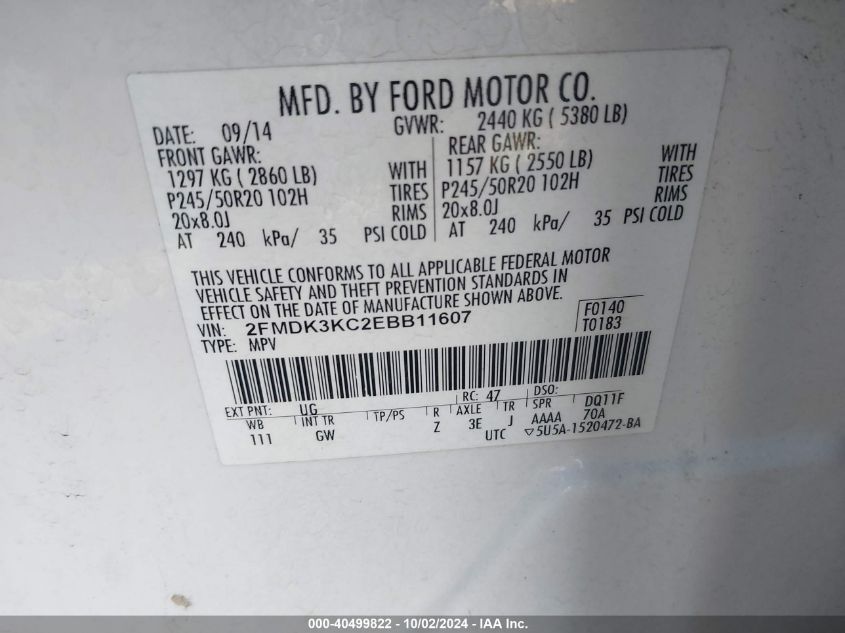 MFD. BY FORD MOTOR CO.
DATE: 09/14 GVWR: 2440 KG ( 5380 LB)
FRONT GAWR: REAR GAWR:
1297 KG ( 2860 LB) WITH 1157 KG ( 2550 LB) WITH
P245/50R20 102H TIRES P245/50R20 102H TIRES
20x8.0J RIMS 20x8.0J RIMS
AT 240 kPa/ 35 PSI COLD AT 240 kPa/ 35 PSI COLD
THIS VEHICLE CONFORMS TO ALL APPLICABLE FEDERAL MOTOR
VEHICLE SAFETY AND THEFT PREVENTION STANDARDS IN
EFFECT ON THE DATE OF MANUFACTURE SHOWN ABOVE.
VIN: 2FMDK3KC2EBB11607 F0140
TYPE: MPV T0183
EXT PNT: UG RC: 47 DSO: DQ11F
WB INT TR TP/PS R AXLE TR SPR
111 GW Z 3E J AAAA 70A
UTC ▽5U5A-1520472-BA
000-40499822 - 10/02/2024 - IAA Inc.